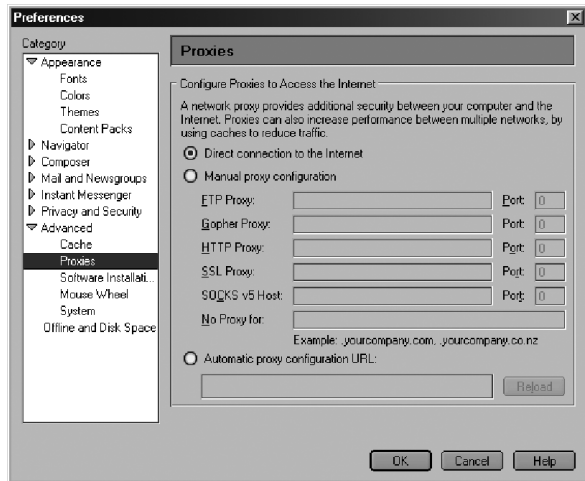 Preferences
Category
Appearance
Fonts
Colors
Themes
Content Packs
Navigator
Composer
Mail and Newsgroups
Instant Messenger
Privacy and Security
Advanced
Cache
Proxies
Software Installati...
Mouse Wheel
System
Offline and Disk Space
Proxies
Configure Proxies to Access the Internet
A network proxy provides additional security between your computer and the
Internet. Proxies can also increase performance between multiple networks, by
using caches to reduce traffic.
Direct connection to the Internet
Manual proxy configuration
FTP Proxy: Port: 0
Gopher Proxy: Port: 0
HTTP Proxy: Port: 0
SSL Proxy: Port: 0
SOCKS v5 Host: Port: 0
No Proxy for:
Example: .yourcompany.com, .yourcompany.co.nz
Automatic proxy configuration URL:
Reload
OK Cancel Help